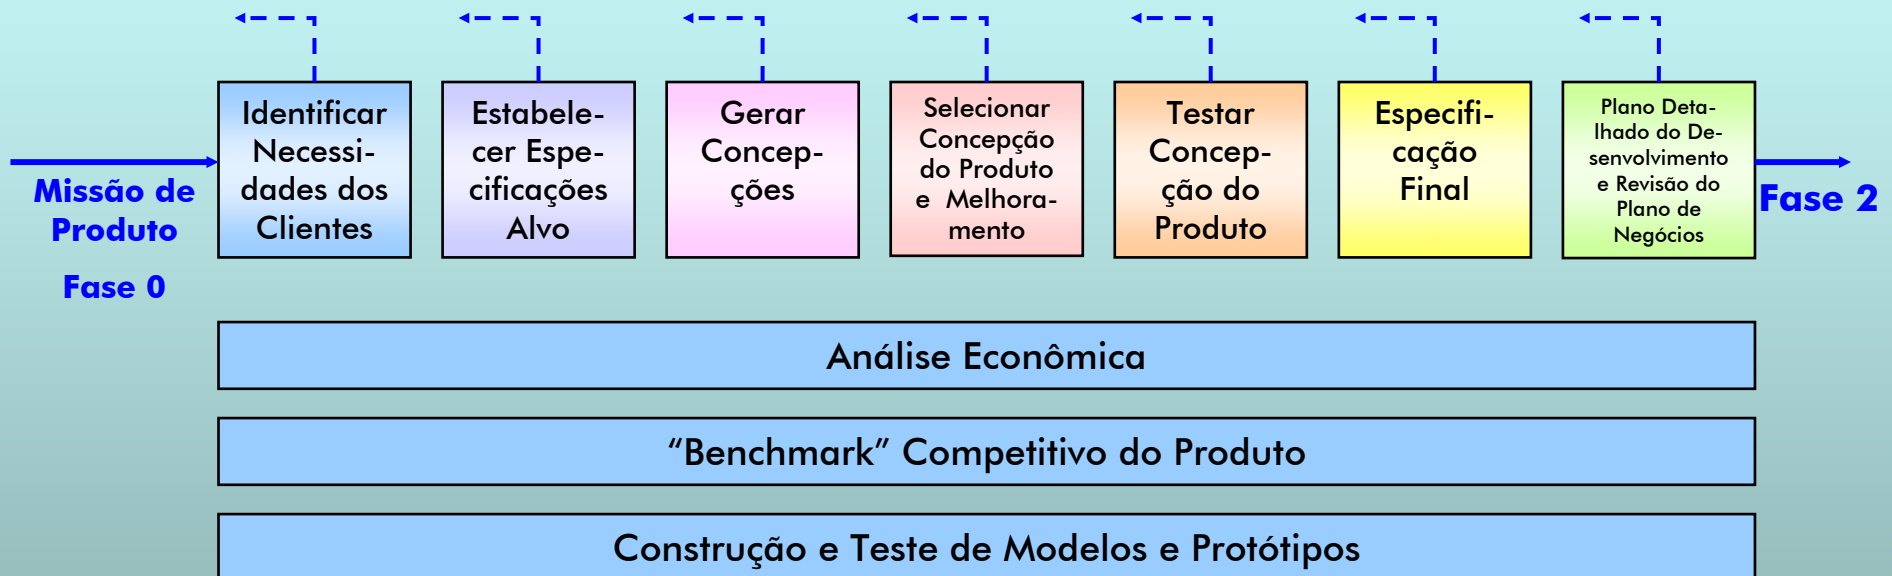 Missão de
Produto
Fase 0
Identificar
Necessi-
dades dos
Clientes
Estabele-
cer Espe-
cificações
Alvo
Gerar
Concep-
ções
Selecionar
Concepção
do Produto
e Melhora-
mento
Testar
Concep-
ção do
Produto
Especifi-
cação
Final
Plano Deta-
lhado do De-
senvolvimento
e Revisão do
Plano de
Negócios
Fase 2
Análise Econômica
“Benchmark” Competitivo do Produto
Construção e Teste de Modelos e Protótipos